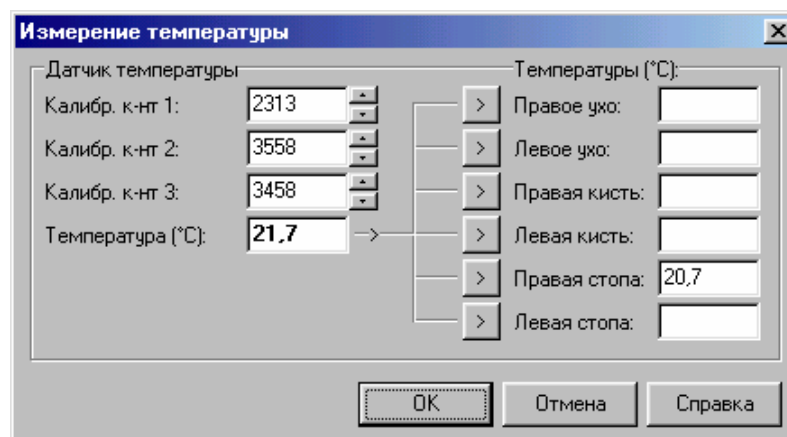 Измерение температуры
Датчик температуры Температуры (°C):
Калибр. к-нт 1: 2313 > Правое ухо:
Калибр. к-нт 2: 3558 > Левое ухо:
Калибр. к-нт 3: 3458 > Правая кисть:
Температура (°C): 21,7 > Левая кисть:
> Правая стопа: 20,7
> Левая стопа:
OK Отмена Справка